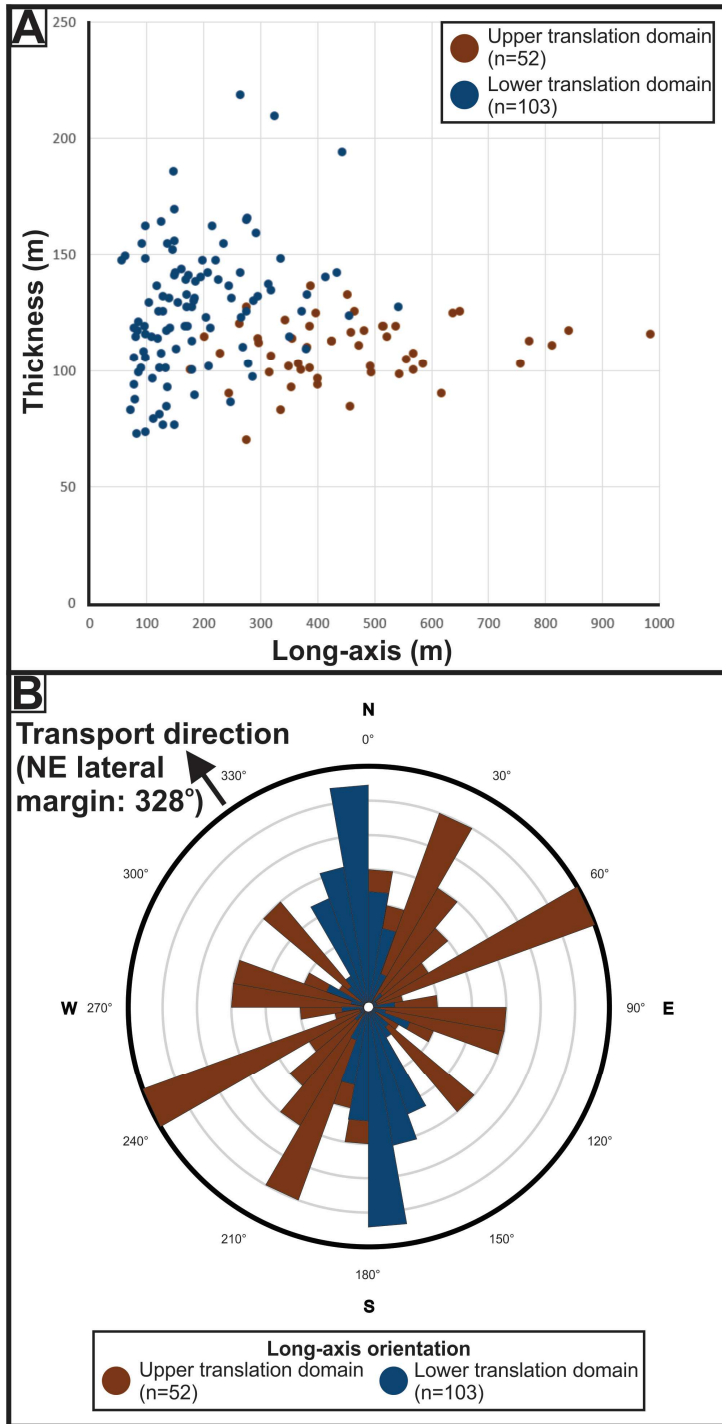 A
Upper translation domain
(n=52)
Lower translation domain
(n=103)
Thickness (m)
250
200
150
100
50
0
0 100 200 300 400 500 600 700 800 900 1000
Long-axis (m)
B
Transport direction
(NE lateral
margin: 328°)
N
0°
330° 30°
300° 60°
W 270° 90° E
240° 120°
210° 150°
180°
S
Long-axis orientation
Upper translation domain
(n=52)
Lower translation domain
(n=103)